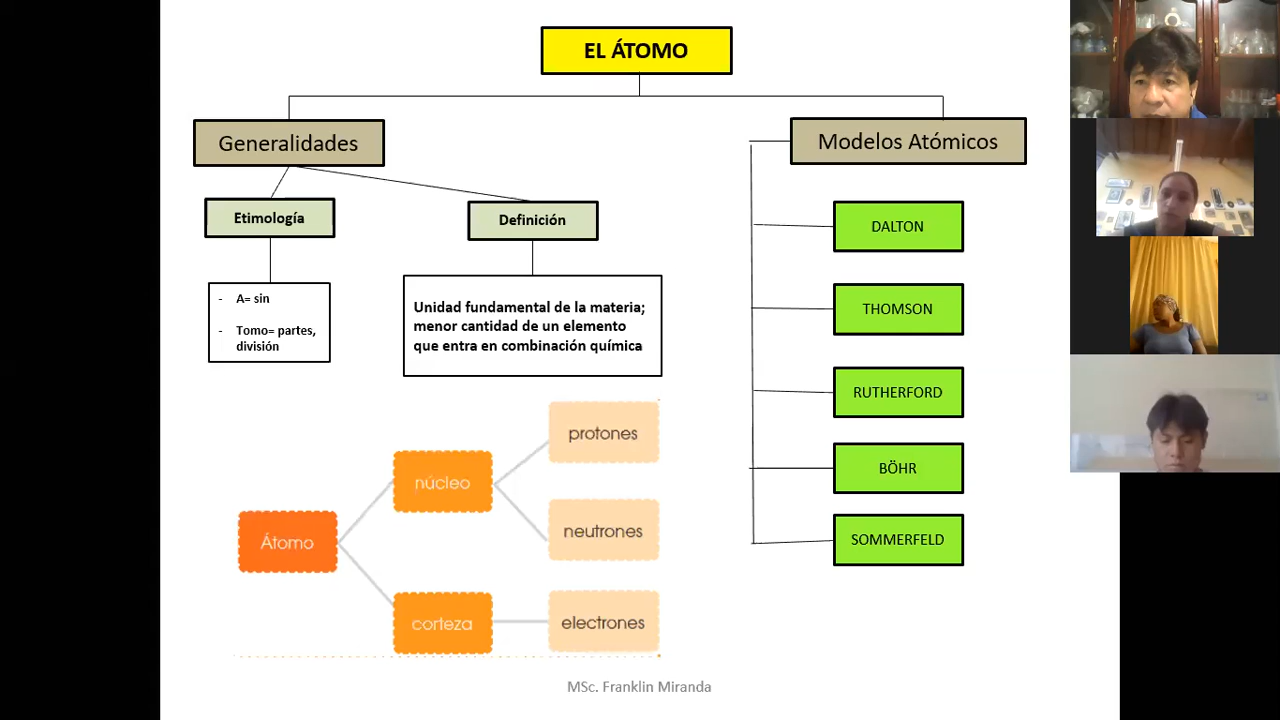 EL ÁTOMO
Generalidades
Modelos Atómicos
Etimología
Definición
- A= sin
- Tomo= partes,
división
Unidad fundamental de la materia;
menor cantidad de un elemento
que entra en combinación química
DALTON
THOMSON
RUTHERFORD
BÖHR
SOMMERFELD
Átomo
núcleo
corteza
protones
neutrones
electrones
MSc. Franklin Miranda